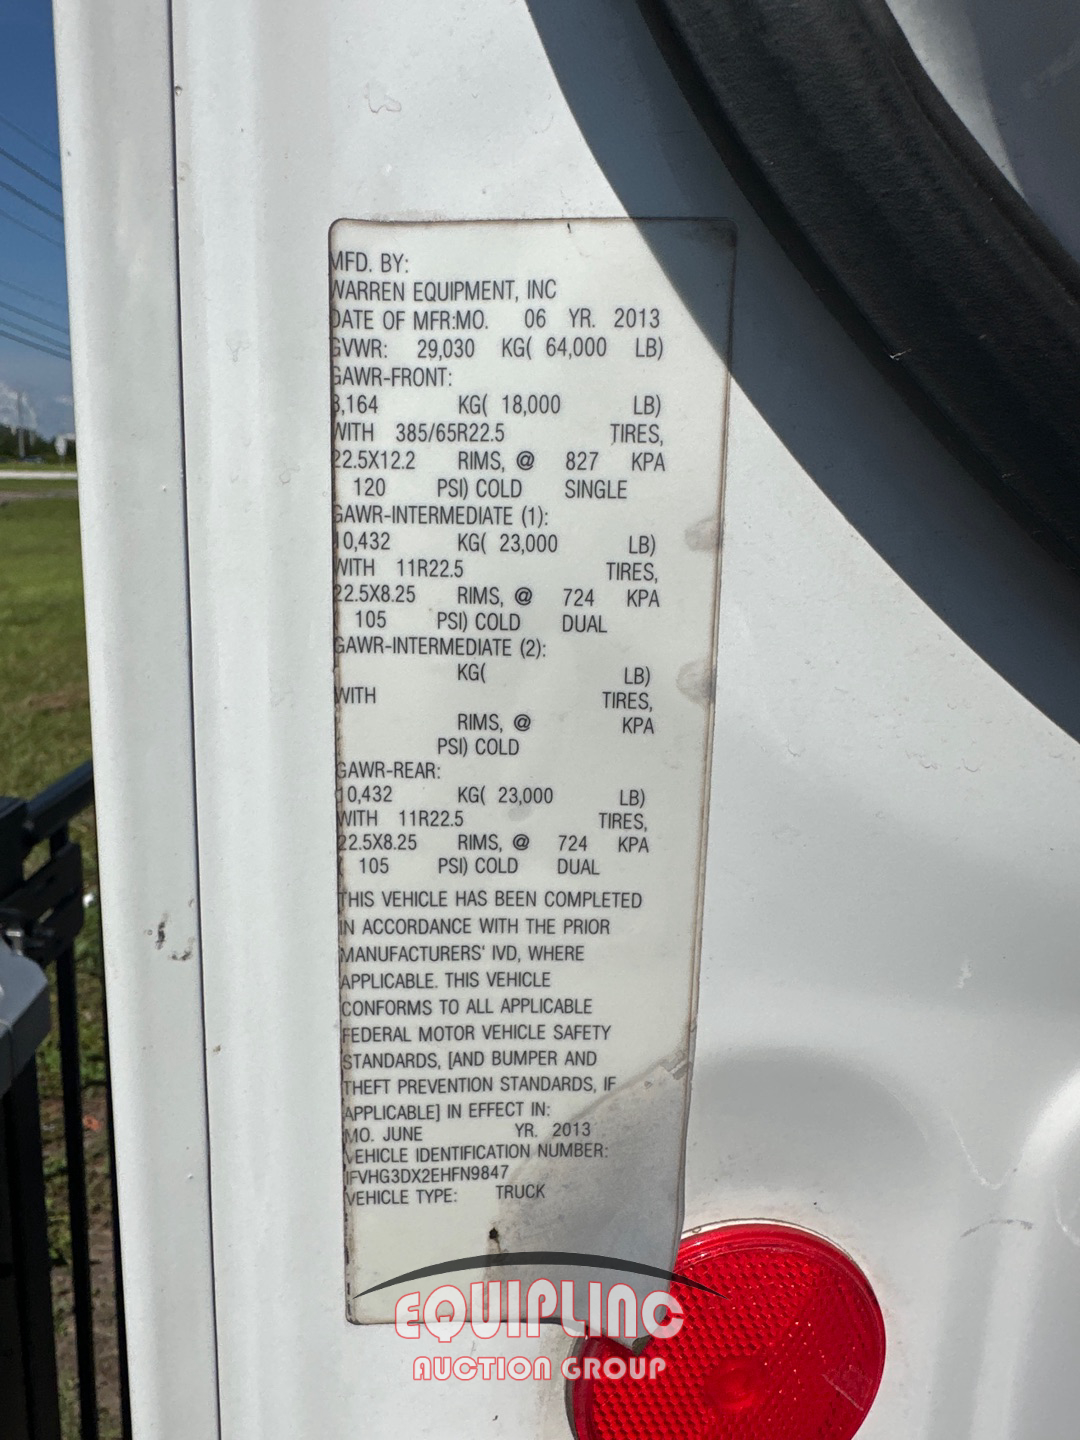 MFD. BY:
WARREN EQUIPMENT, INC
DATE OF MFR:MO. 06 YR. 2013
GVWR: 29,030 KG( 64,000 LB)
GAWR-FRONT:
8,164 KG( 18,000 LB)
WITH 385/65R22.5 TIRES,
22.5X12.2 RIMS, @ 827 KPA
120 PSI) COLD SINGLE
GAWR-INTERMEDIATE (1):
10,432 KG( 23,000 LB)
WITH 11R22.5 TIRES,
22.5X8.25 RIMS, @ 724 KPA
( 105 PSI) COLD DUAL
GAWR-INTERMEDIATE (2):
KG( LB)
WITH TIRES,
RIMS, @ KPA
PSI) COLD
GAWR-REAR:
10,432 KG( 23,000 LB)
WITH 11R22.5 TIRES,
22.5X8.25 RIMS, @ 724 KPA
( 105 PSI) COLD DUAL
THIS VEHICLE HAS BEEN COMPLETED
IN ACCORDANCE WITH THE PRIOR
MANUFACTURERS' IVD, WHERE
APPLICABLE. THIS VEHICLE
CONFORMS TO ALL APPLICABLE
FEDERAL MOTOR VEHICLE SAFETY
STANDARDS, [AND BUMPER AND
THEFT PREVENTION STANDARDS, IF
APPLICABLE] IN EFFECT IN:
MO. JUNE YR. 2013
VEHICLE IDENTIFICATION NUMBER:
1FVHG3DX2EHFN9847
VEHICLE TYPE: TRUCK
EQUIPLINC
AUCTION GROUP